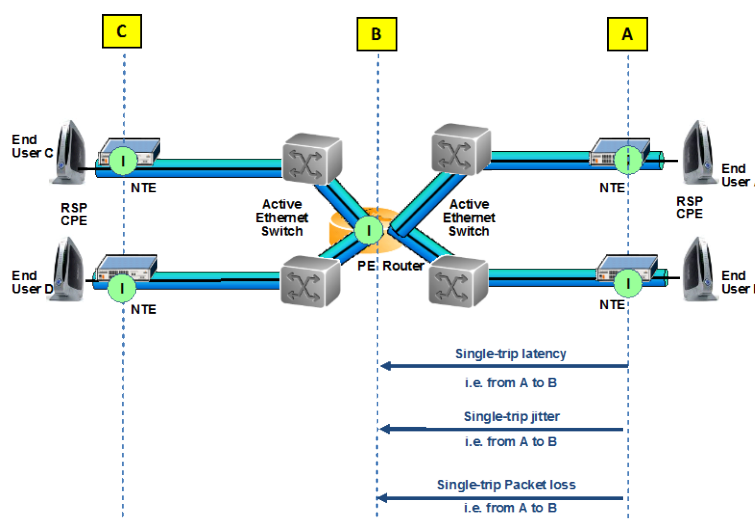 C
B
A
End
User C
I
NTE
RSP
CPE
Active
Ethernet
Switch
End
User D
I
NTE
I
PE Router
Active
Ethernet
Switch
I
NTE
End
User
RSP
CPE
I
NTE
End
User
Single-trip latency
i.e. from A to B
Single-trip jitter
i.e. from A to B
Single-trip Packet loss
i.e. from A to B